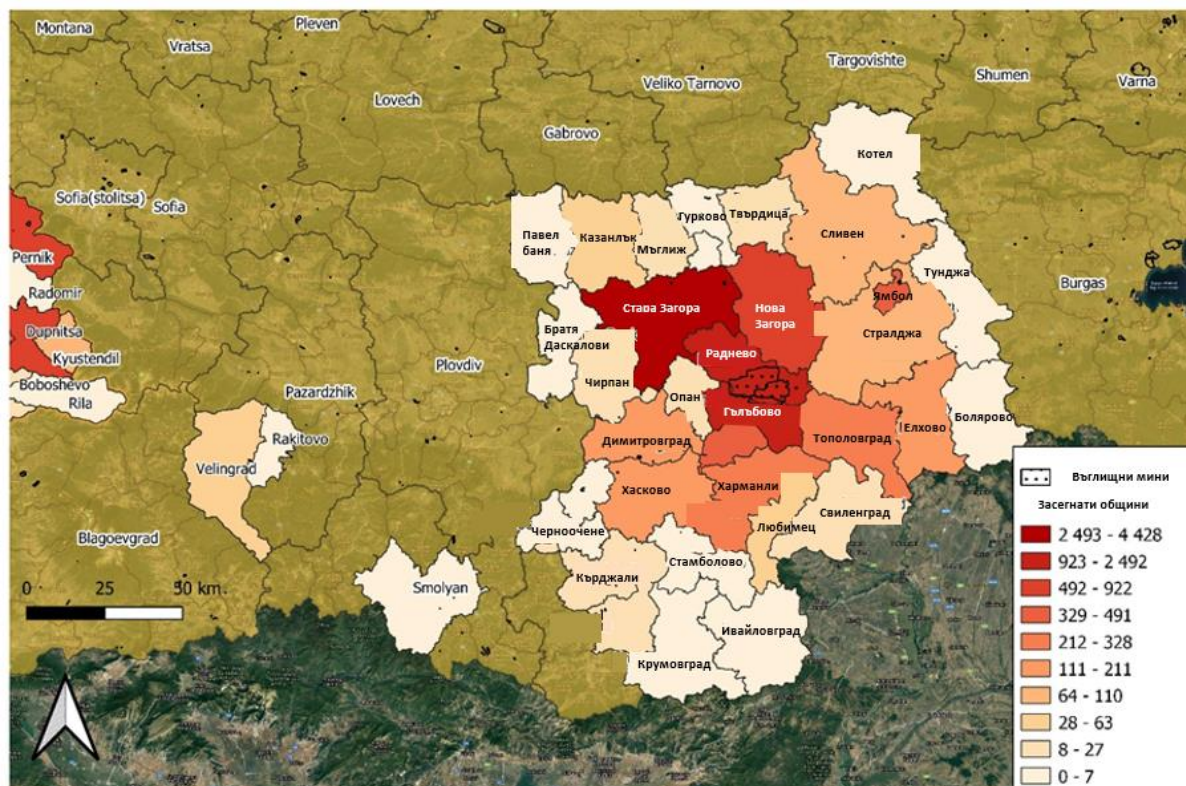 Montana
Pleven
Vratsa
Lovech
Veliko Tarnovo
Targovishte
Shumen
Varna
Gabrovo
Котел
Sofia(stolitsa)
Sofia
Павел
баня
Казанлък
Мъглиж
Гурково
Твърдица
Сливен
Тунджа
Burgas
Pernik
Radomir
Dupnitsa
Kyustendil
Boboshevo
Rila
Става Загора
Нова
Загора
Ямбол
Стралджа
Братя
Даскалови
Plovdiv
Раднево
Чирпан
Опан
Гълъбово
Pazardzhik
Rakitovo
Velingrad
Димитровград
Тополовград
Елхово
Болярово
Хасково
Харманли
Свиленград
Любимец
Черноочене
Стамболово
Blagoevgrad
Smolyan
Кърджали
Ивайловград
Крумовград
0 25 50 km
Въглищни мини
Засегнати общини
2 493 - 4 428
923 - 2 492
492 - 922
329 - 491
212 - 328
111 - 211
64 - 110
28 - 63
8 - 27
0 - 7